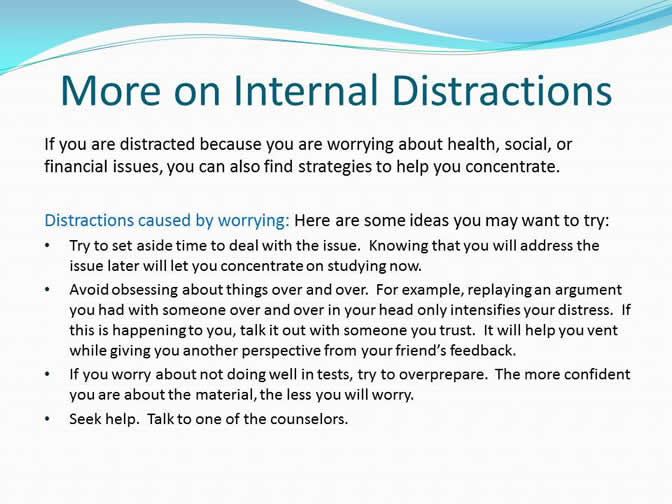 More on Internal Distractions
If you are distracted because you are worrying about health, social, or
financial issues, you can also find strategies to help you concentrate.
Distractions caused by worrying: Here are some ideas you may want to try:
• Try to set aside time to deal with the issue.  Knowing that you will address the
issue later will let you concentrate on studying now.
• Avoid obsessing about things over and over.  For example, replaying an argument
you had with someone over and over in your head only intensifies your distress.  If
this is happening to you, talk it out with someone you trust.  It will help you vent
while giving you another perspective from your friend’s feedback.
• If you worry about not doing well in tests, try to overprepare.  The more confident
you are about the material, the less you will worry.
• Seek help.  Talk to one of the counselors.